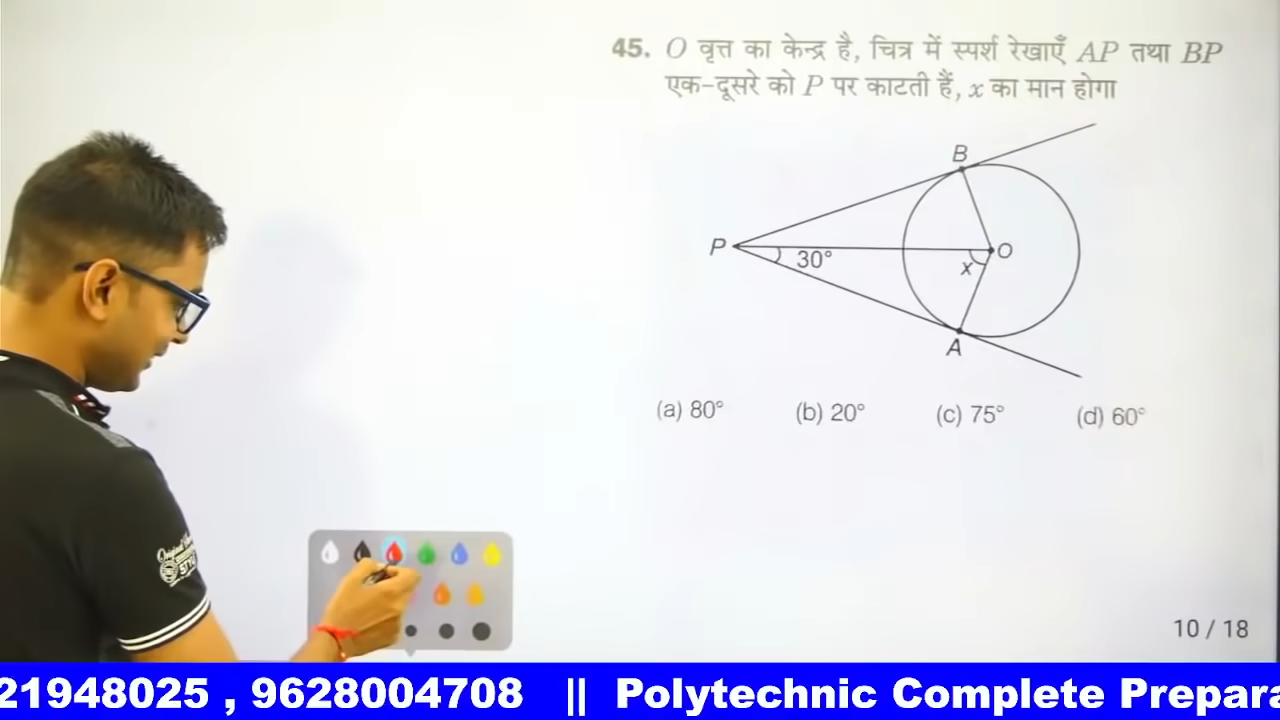 45. O वृत्त का केन्द्र है, चित्र में स्पर्श रेखाएँ AP तथा BP
एक-दूसरे को P पर काटती हैं, x का मान होगा
B
P
30°
x
O
A
(a) 80° (b) 20° (c) 75° (d) 60°
10 / 18
21948025 , 9628004708 || Polytechnic Complete Prepara